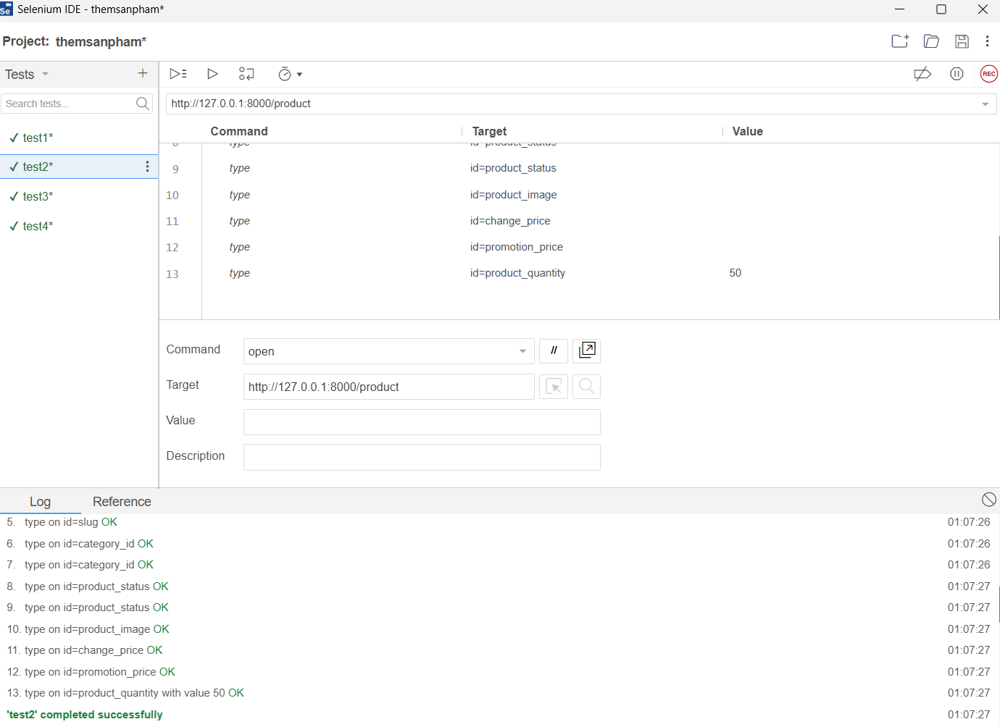 Selenium IDE - themsanpham*
Project: themsanpham*
Tests
Search tests...
✓ test1*
✓ test2*
✓ test3*
✓ test4*
REC
http://127.0.0.1:8000/product
Command Target Value
8 type id=product_status
9 type id=product_status
10 type id=product_image
11 type id=change_price
12 type id=promotion_price
13 type id=product_quantity 50
Command open //
Target http://127.0.0.1:8000/product
Value
Description
Log Reference
5. type on id=slug OK 01:07:26
6. type on id=category_id OK 01:07:26
7. type on id=category_id OK 01:07:26
8. type on id=product_status OK 01:07:27
9. type on id=product_status OK 01:07:27
10. type on id=product_image OK 01:07:27
11. type on id=change_price OK 01:07:27
12. type on id=promotion_price OK 01:07:27
13. type on id=product_quantity with value 50 OK 01:07:27
'test2' completed successfully 01:07:27